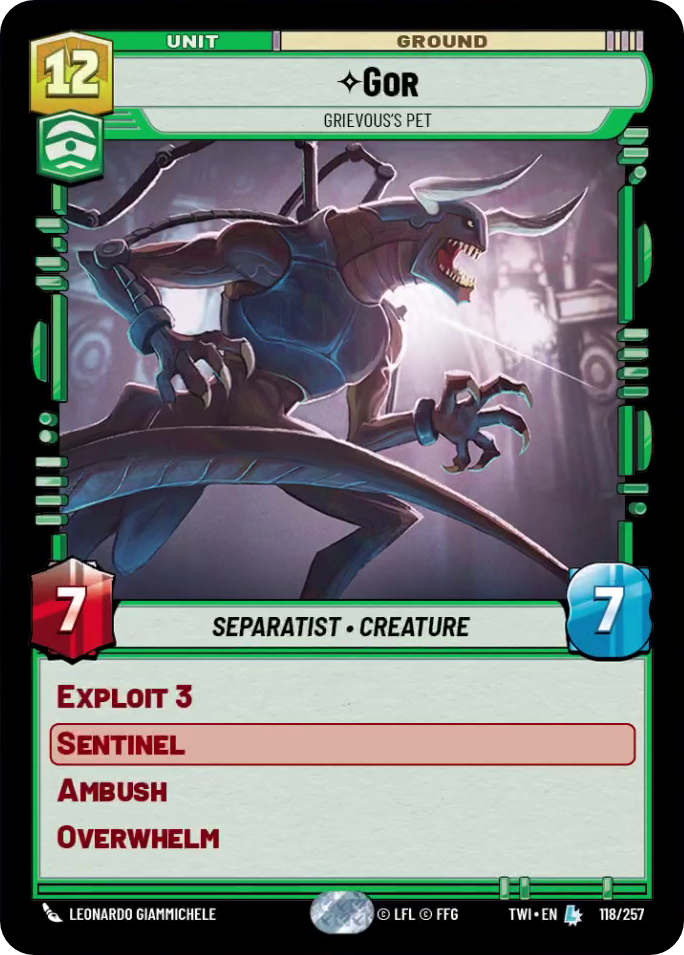 UNIT
GROUND
12
✧GOR
GRIEVOUS'S PET
7
7
SEPARATIST • CREATURE
EXPLOIT 3
SENTINEL
AMBUSH
OVERWHELM
LEONARDO GIAMMICHELE
© LFL © FFG
TWI • EN
118/257